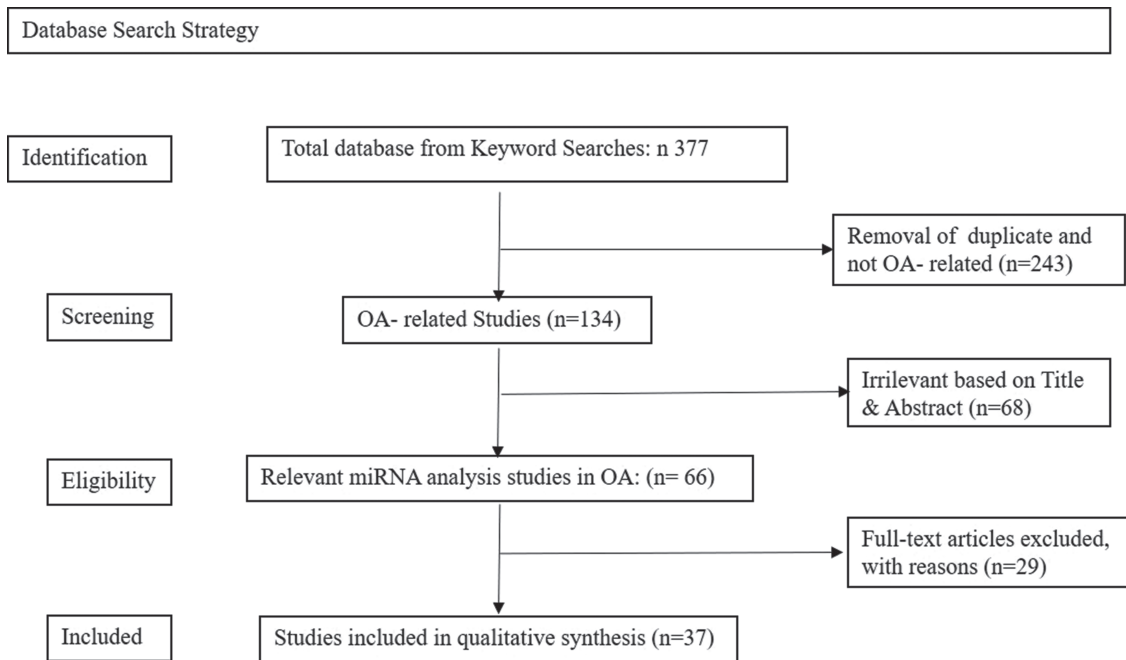 Database Search Strategy
Identification
Total database from Keyword Searches: n 377
Removal of duplicate and
not OA- related (n=243)
Screening
OA- related Studies (n=134)
Irrilevant based on Title
& Abstract (n=68)
Eligibility
Relevant miRNA analysis studies in OA: (n= 66)
Full-text articles excluded,
with reasons (n=29)
Included
Studies included in qualitative synthesis (n=37)